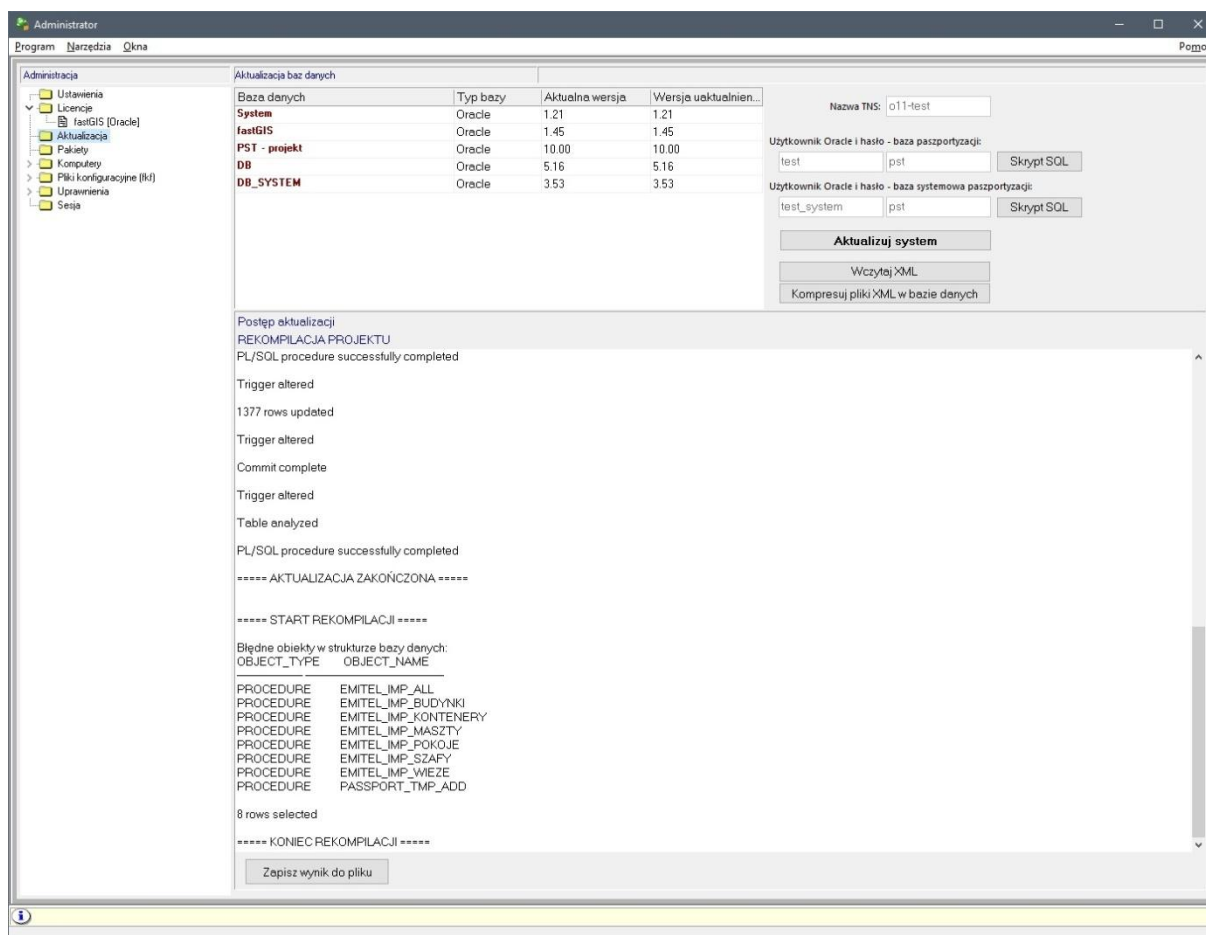 Administrator
Program Narzędzia Okna Pomo
Administracja
Ustawienia
Licencje
fastGIS [Oracle]
Aktualizacja
Pakiety
Komputery
Pliki konfiguracyjne (fkf)
Uprawnienia
Sesja
Aktualizacja baz danych
Baza danych Typ bazy Aktualna wersja Wersja uaktualnien...
System Oracle 1.21 1.21
fastGIS Oracle 1.45 1.45
PST - projekt Oracle 10.00 10.00
DB Oracle 5.16 5.16
DB_SYSTEM Oracle 3.53 3.53
Nazwa TNS: o11-test
Użytkownik Oracle i hasło - baza paszportyzacji:
test pst Skrypt SQL
Użytkownik Oracle i hasło - baza systemowa paszportyzacji:
test_system pst Skrypt SQL
Aktualizuj system
Wczytaj XML
Kompresuj pliki XML w bazie danych
Postęp aktualizacji
REKOMPILACJA PROJEKTU
PL/SQL procedure successfully completed
Trigger altered
1377 rows updated
Trigger altered
Commit complete
Trigger altered
Table analyzed
PL/SQL procedure successfully completed
===== AKTUALIZACJA ZAKOŃCZONA =====
===== START REKOMPILACJI =====
Błędne obiekty w strukturze bazy danych:
OBJECT_TYPE OBJECT_NAME
PROCEDURE EMITEL_IMP_ALL
PROCEDURE EMITEL_IMP_BUDYNKI
PROCEDURE EMITEL_IMP_KONTENERY
PROCEDURE EMITEL_IMP_MASZTY
PROCEDURE EMITEL_IMP_POKOJE
PROCEDURE EMITEL_IMP_SZAFY
PROCEDURE EMITEL_IMP_WIEZE
PROCEDURE PASSPORT_TMP_ADD
8 rows selected
===== KONIEC REKOMPILACJI =====
Zapisz wynik do pliku